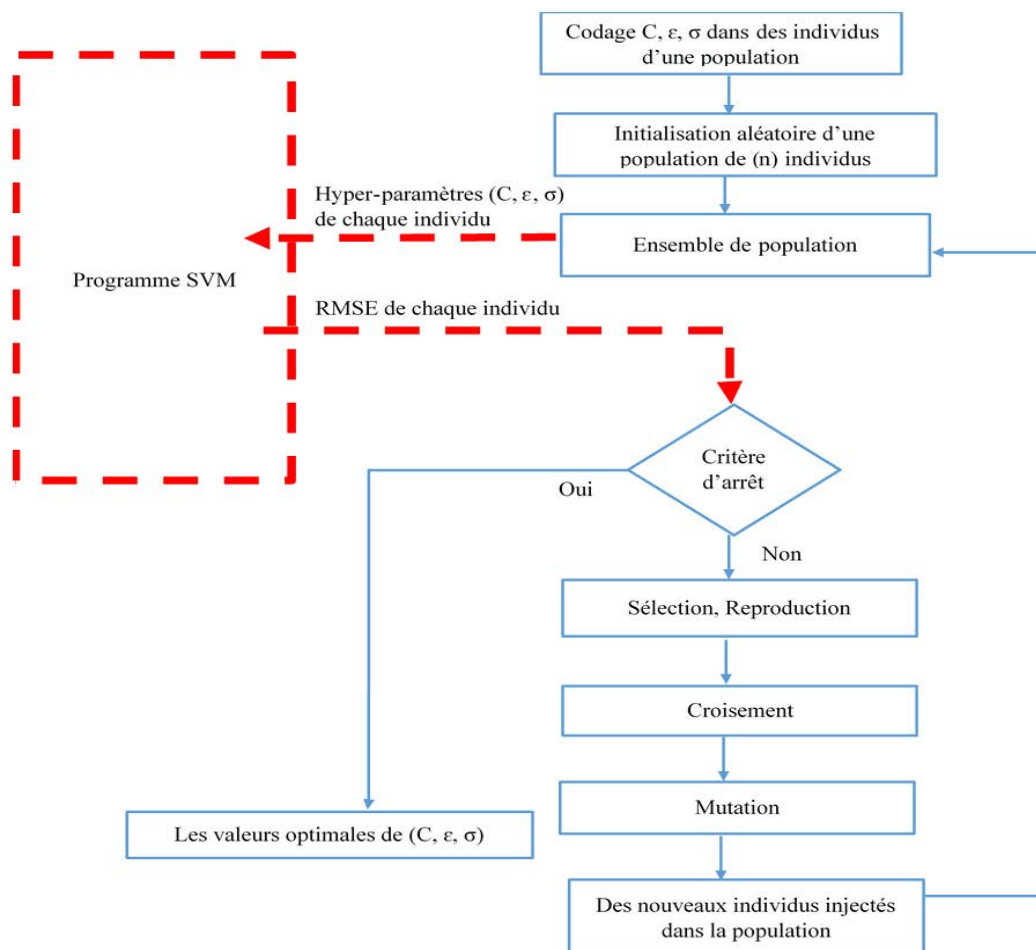 Codage C, ε, σ dans des individus
d’une population
Initialisation aléatoire d’une
population de (n) individus
Hyper-paramètres (C, ε, σ)
de chaque individu
Ensemble de population
Programme SVM
RMSE de chaque individu
Critère
d’arrêt
Oui
Non
Sélection, Reproduction
Croisement
Mutation
Les valeurs optimales de (C, ε, σ)
Des nouveaux individus injectés
dans la population